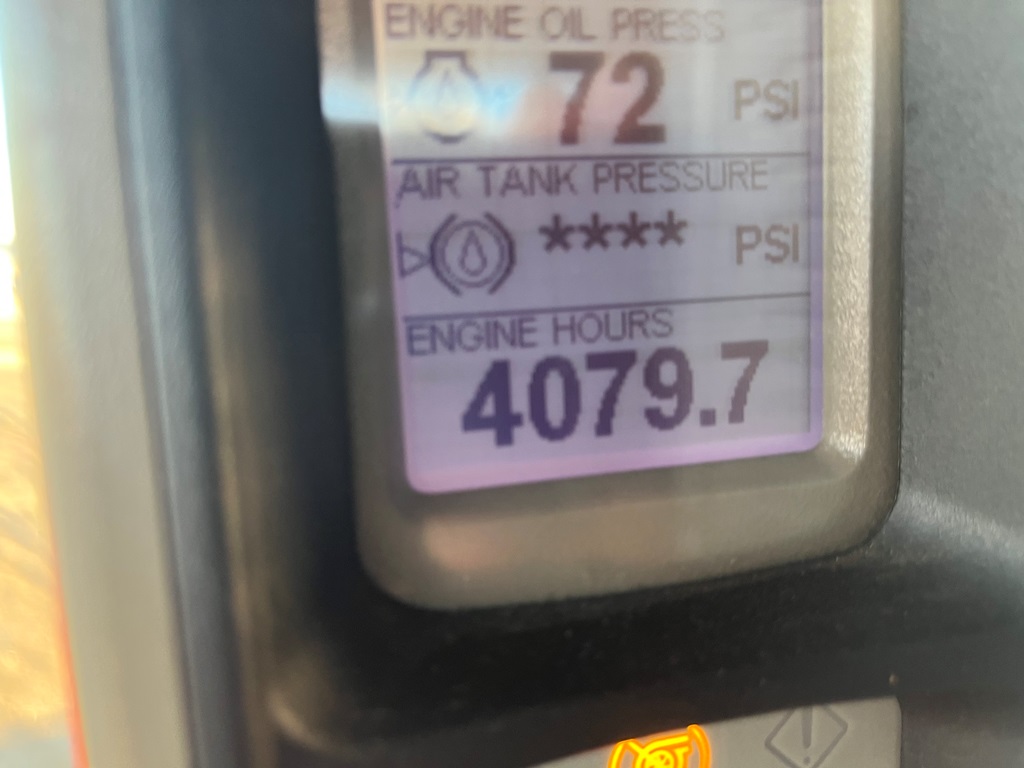 ENGINE OIL PRESS
72 PSI
AIR TANK PRESSURE
**** PSI
ENGINE HOURS
4079.7